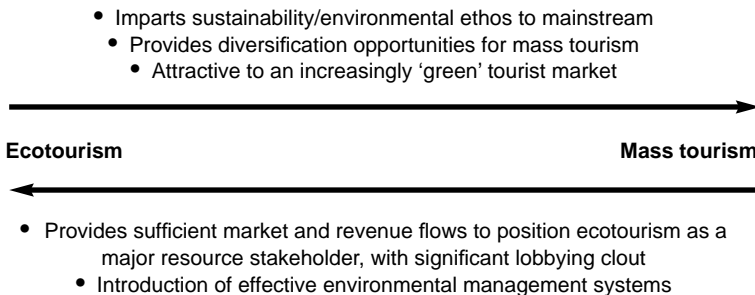 • Imparts sustainability/environmental ethos to mainstream
• Provides diversification opportunities for mass tourism
• Attractive to an increasingly ‘green’ tourist market
Ecotourism Mass tourism
• Provides sufficient market and revenue flows to position ecotourism as a
major resource stakeholder, with significant lobbying clout
• Introduction of effective environmental management systems